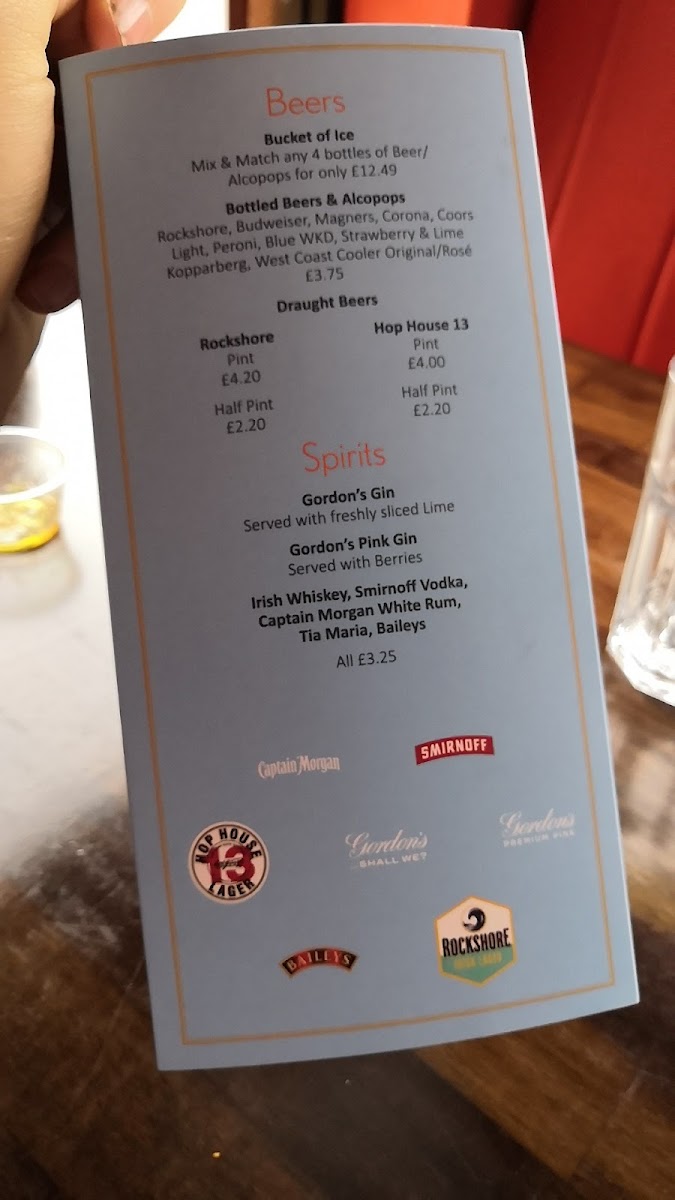 Beers
Bucket of Ice
Mix & Match any 4 bottles of Beer/
Alcopops for only £12.49
Bottled Beers & Alcopops
Rockshore, Budweiser, Magners, Corona, Coors
Light, Peroni, Blue WKD, Strawberry & Lime
Kopparberg, West Coast Cooler Original/Rosé
£3.75
Draught Beers
Rockshore
Pint
£4.20
Half Pint
£2.20
Hop House 13
Pint
£4.00
Half Pint
£2.20
Spirits
Gordon's Gin
Served with freshly sliced Lime
Gordon's Pink Gin
Served with Berries
Irish Whiskey, Smirnoff Vodka,
Captain Morgan White Rum,
Tia Maria, Baileys
All £3.25
Captain Morgan
SMIRNOFF
HOP HOUSE
13
LAGER
Gordon's
SHALL WE?
Gordon's
PREMIUM PINK
BAILEYS
ROCKSHORE
IRISH LAGER